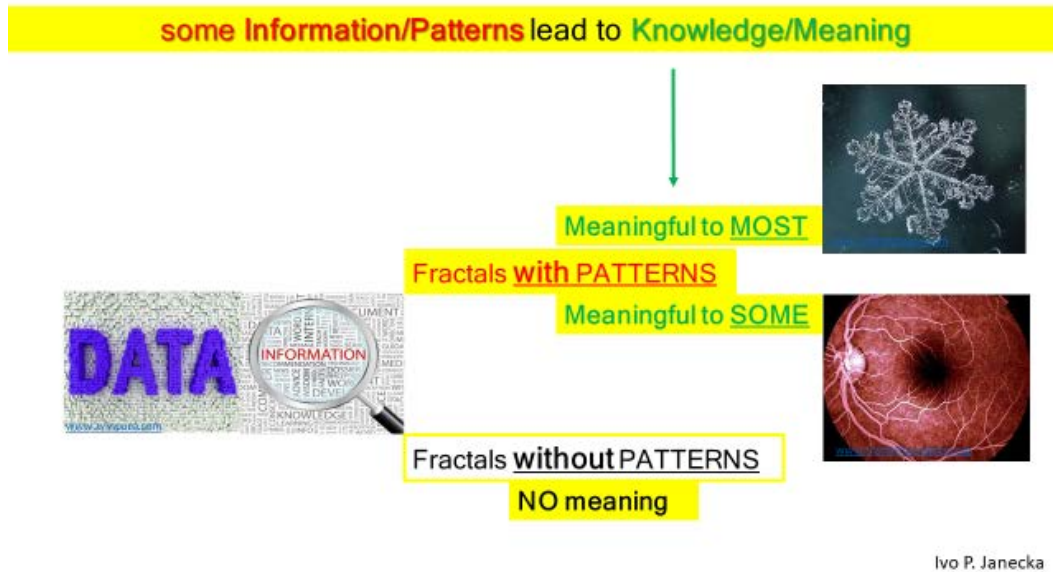 some Information/Patterns lead to Knowledge/Meaning
Meaningful to MOST
Fractals with PATTERNS
Meaningful to SOME
DATA
INFORMATION
KNOWLEDGE
Fractals without PATTERNS
NO meaning
Ivo P. Janecka